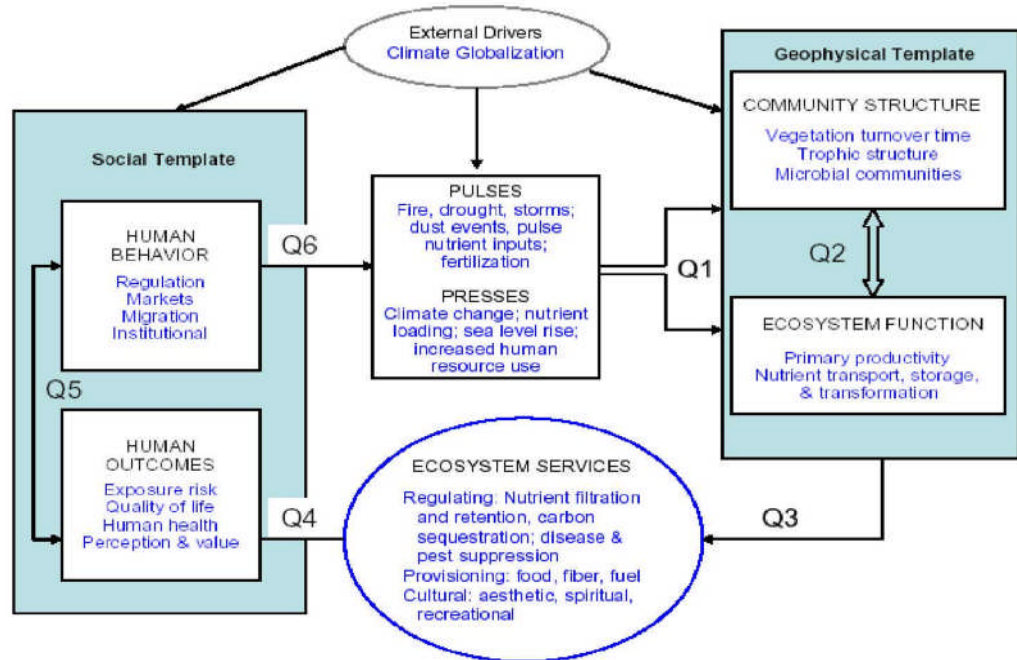 External Drivers
Climate Globalization
Geophysical Template
COMMUNITY STRUCTURE
Vegetation turnover time
Trophic structure
Microbial communities
Social Template
HUMAN
BEHAVIOR
Regulation
Markets
Migration
Institutional
Q6
PULSES
Fire, drought, storms;
dust events, pulse
nutrient inputs;
fertilization
PRESSES
Climate change; nutrient
loading; sea level rise;
increased human
resource use
Q1
Q2
ECOSYSTEM FUNCTION
Primary productivity
Nutrient transport, storage,
& transformation
Q5
HUMAN
OUTCOMES
Exposure risk
Quality of life
Human health
Perception & value
Q4
ECOSYSTEM SERVICES
Regulating: Nutrient filtration
and retention, carbon
sequestration; disease &
pest suppression
Provisioning: food, fiber, fuel
Cultural: aesthetic, spiritual,
recreational
Q3